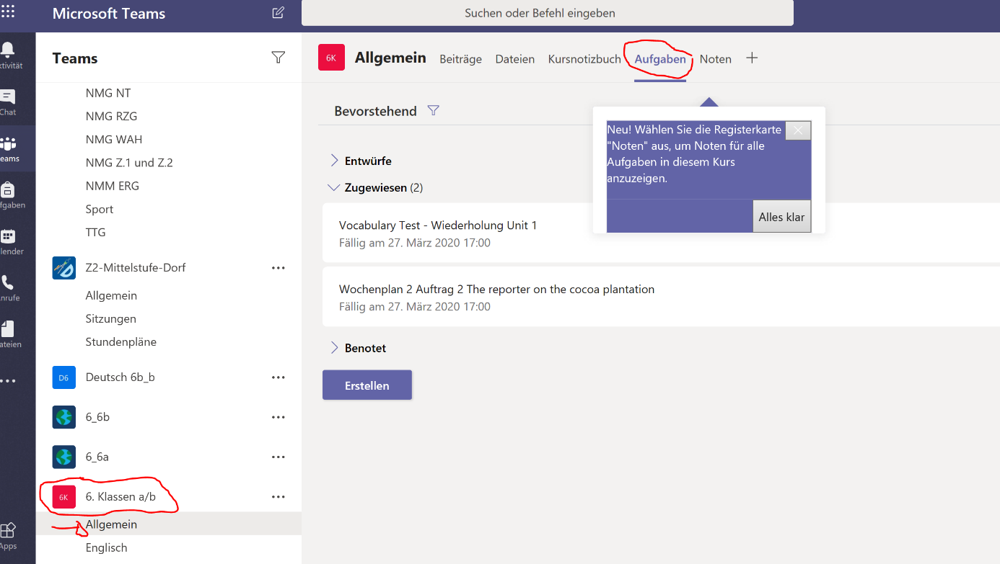 Microsoft Teams
Suchen oder Befehl eingeben
ktivität
Chat
eams
fgaben
lender
nrufe
ateien
Apps
Teams
NMG NT
NMG RZG
NMG WAH
NMG Z.1 und Z.2
NMM ERG
Sport
TTG
Z2-Mittelstufe-Dorf
Allgemein
Sitzungen
Stundenpläne
D6 Deutsch 6b_b
6_6b
6_6a
6K 6. Klassen a/b
Allgemein
Englisch
6K Allgemein Beiträge Dateien Kursnotizbuch Aufgaben Noten
Bevorstehend
Neu! Wählen Sie die Registerkarte
"Noten" aus, um Noten für alle
Aufgaben in diesem Kurs
anzuzeigen.
Alles klar
Entwürfe
Zugewiesen (2)
Vocabulary Test - Wiederholung Unit 1
Fällig am 27. März 2020 17:00
Wochenplan 2 Auftrag 2 The reporter on the cocoa plantation
Fällig am 27. März 2020 17:00
Benotet
Erstellen